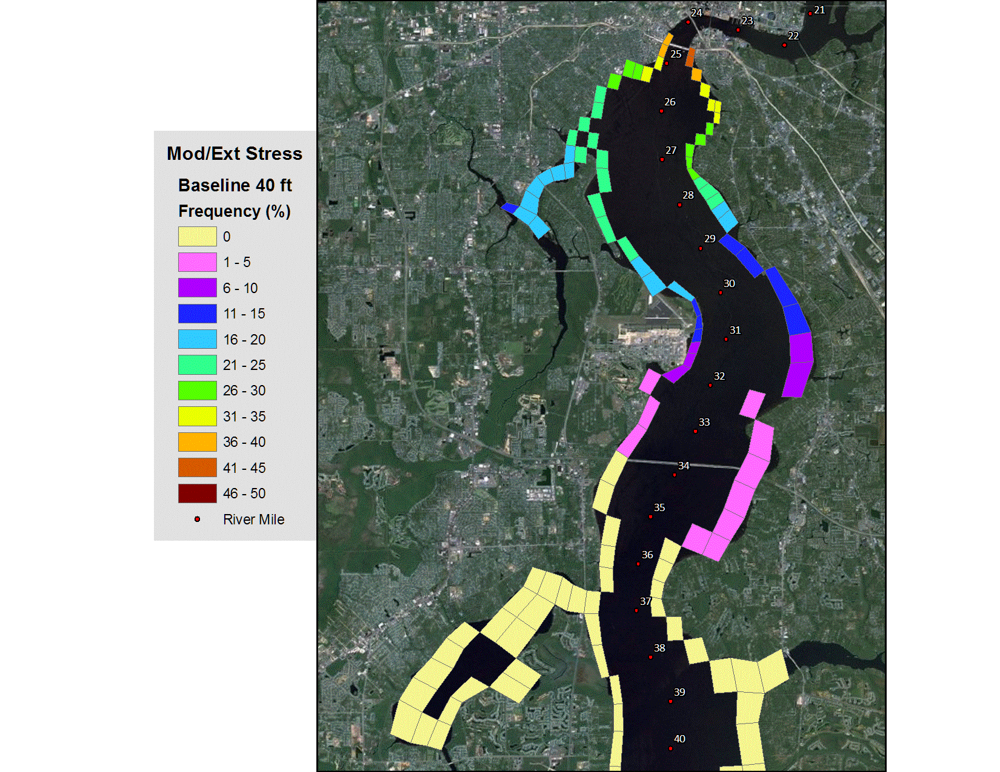 Mod/Ext Stress
Baseline 40 ft
Frequency (%)
0
1 - 5
6 - 10
11 - 15
16 - 20
21 - 25
26 - 30
31 - 35
36 - 40
41 - 45
46 - 50
River Mile
21
24
23
22
25
26
27
28
29
30
31
32
33
34
35
36
37
38
39
40